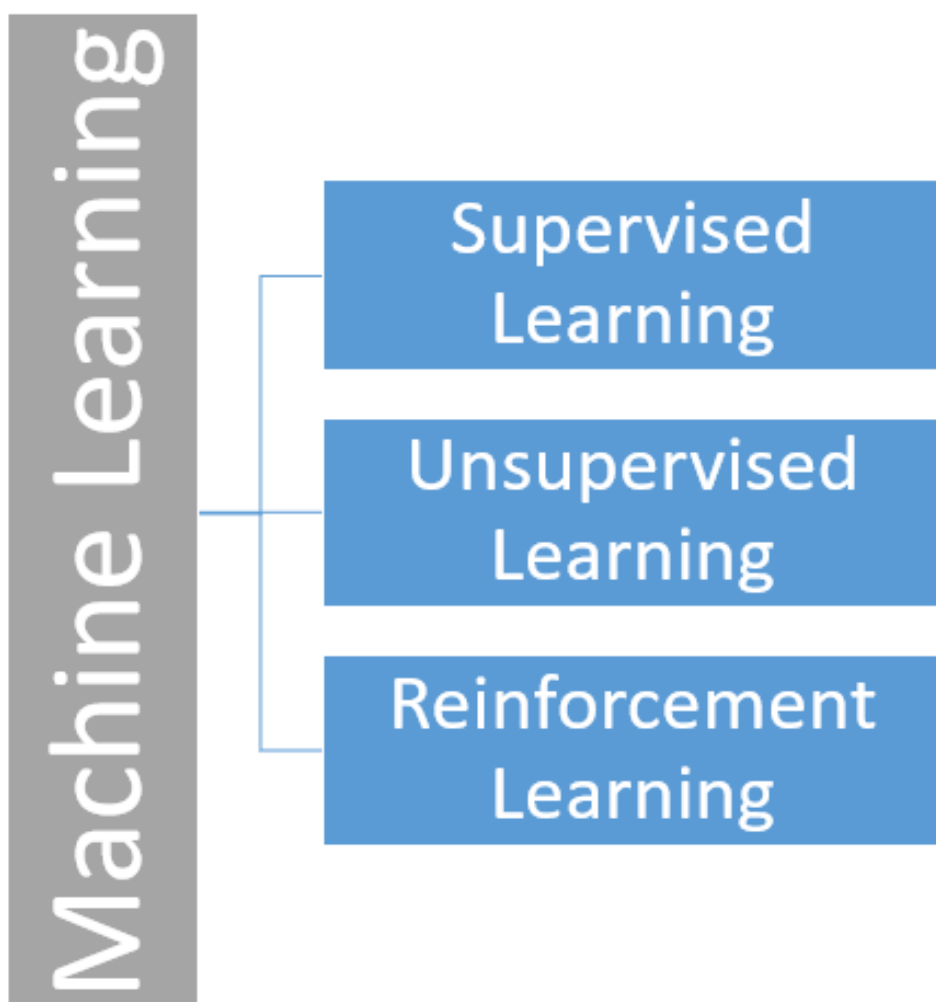 Machine Learning
Supervised
Learning
Unsupervised
Learning
Reinforcement
Learning